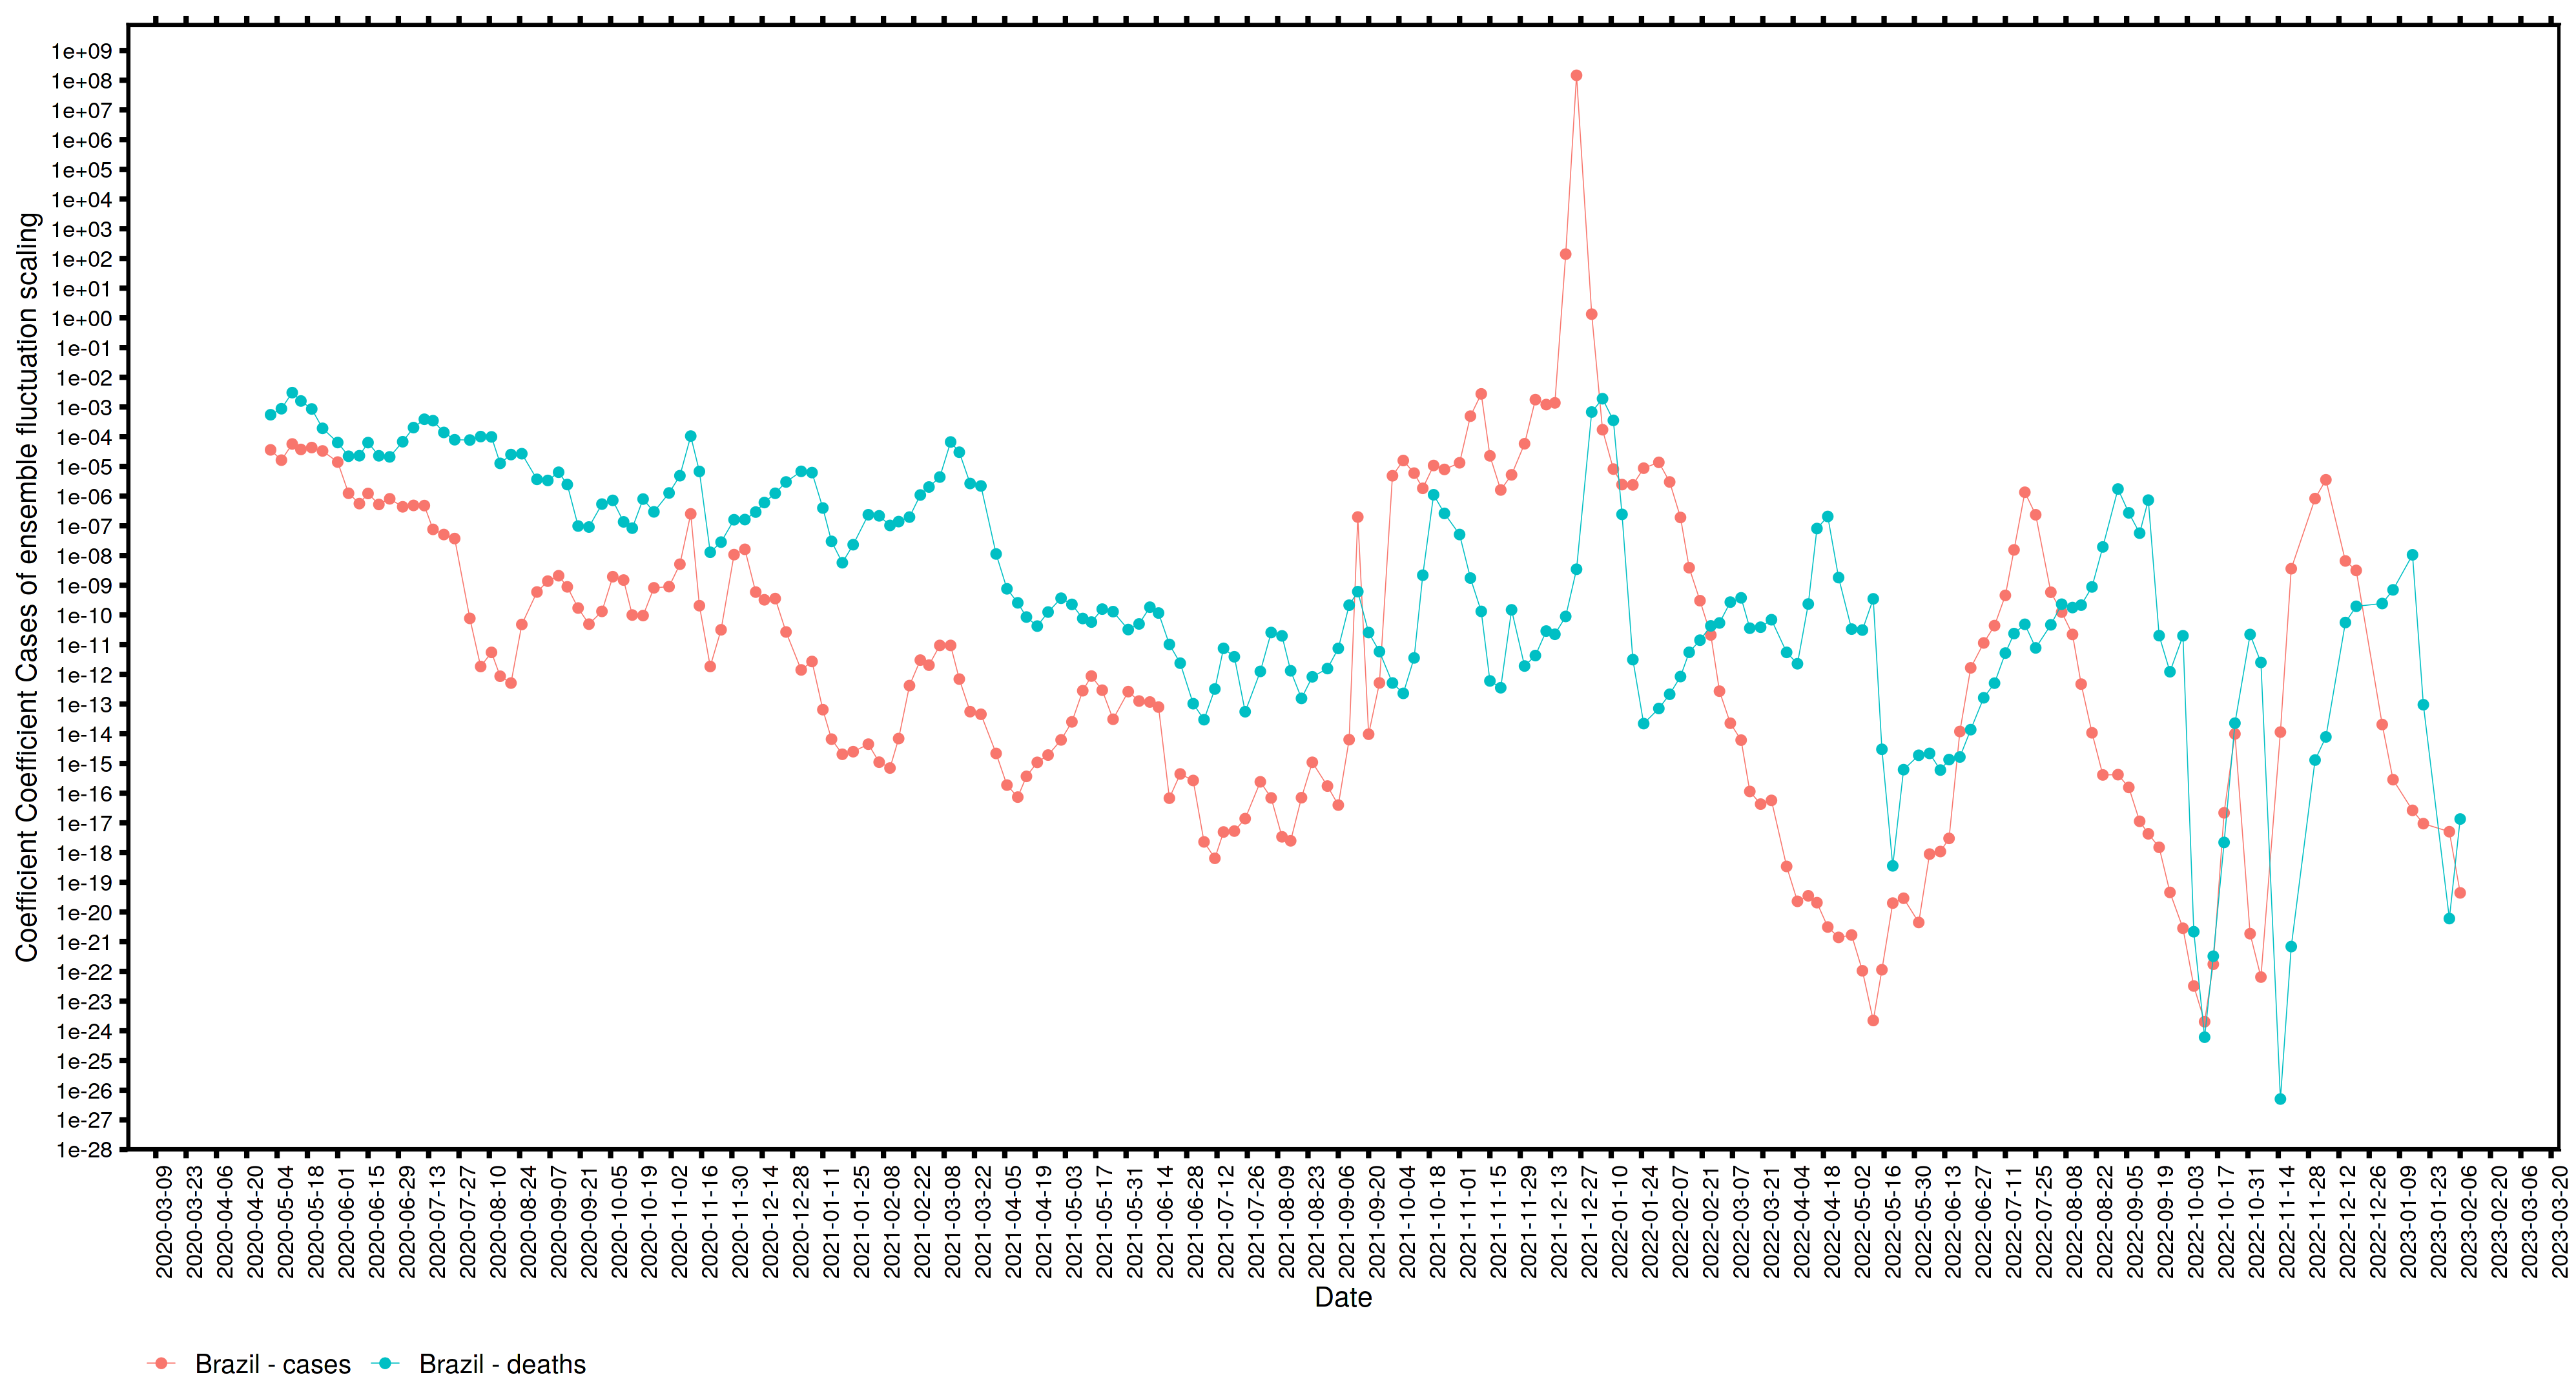 Coefficient Coefficient Cases of ensemble fluctuation scaling
1e+09
1e+08
1e+07
1e+06
1e+05
1e+04
1e+03
1e+02
1e+01
1e+00
1e-01
1e-02
1e-03
1e-04
1e-05
1e-06
1e-07
1e-08
1e-09
1e-10
1e-11
1e-12
1e-13
1e-14
1e-15
1e-16
1e-17
1e-18
1e-19
1e-20
1e-21
1e-22
1e-23
1e-24
1e-25
1e-26
1e-27
1e-28
2020-03-09
2020-03-23
2020-04-06
2020-04-20
2020-05-04
2020-05-18
2020-06-01
2020-06-15
2020-06-29
2020-07-13
2020-07-27
2020-08-10
2020-08-24
2020-09-07
2020-09-21
2020-10-05
2020-10-19
2020-11-02
2020-11-16
2020-11-30
2020-12-14
2020-12-28
2021-01-11
2021-01-25
2021-02-08
2021-02-22
2021-03-08
2021-03-22
2021-04-05
2021-04-19
2021-05-03
2021-05-17
2021-05-31
2021-06-14
2021-06-28
2021-07-12
2021-07-26
2021-08-09
2021-08-23
2021-09-06
2021-09-20
2021-10-04
2021-10-18
2021-11-01
2021-11-15
2021-11-29
2021-12-13
2021-12-27
2022-01-10
2022-01-24
2022-02-07
2022-02-21
2022-03-07
2022-03-21
2022-04-04
2022-04-18
2022-05-02
2022-05-16
2022-05-30
2022-06-13
2022-06-27
2022-07-11
2022-07-25
2022-08-08
2022-08-22
2022-09-05
2022-09-19
2022-10-03
2022-10-17
2022-10-31
2022-11-14
2022-11-28
2022-12-12
2022-12-26
2023-01-09
2023-01-23
2023-02-06
2023-02-20
2023-03-06
2023-03-20
Date
Brazil - cases
Brazil - deaths